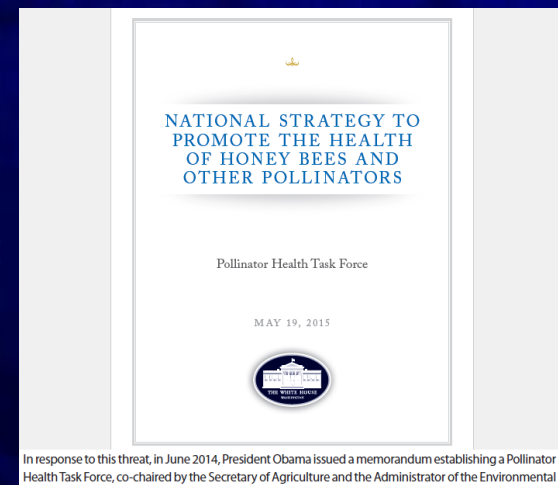 NATIONAL STRATEGY TO
PROMOTE THE HEALTH
OF HONEY BEES AND
OTHER POLLINATORS
Pollinator Health Task Force
MAY 19, 2015
THE WHITE HOUSE
WASHINGTON
In response to this threat, in June 2014, President Obama issued a memorandum establishing a Pollinator
Health Task Force, co-chaired by the Secretary of Agriculture and the Administrator of the Environmental